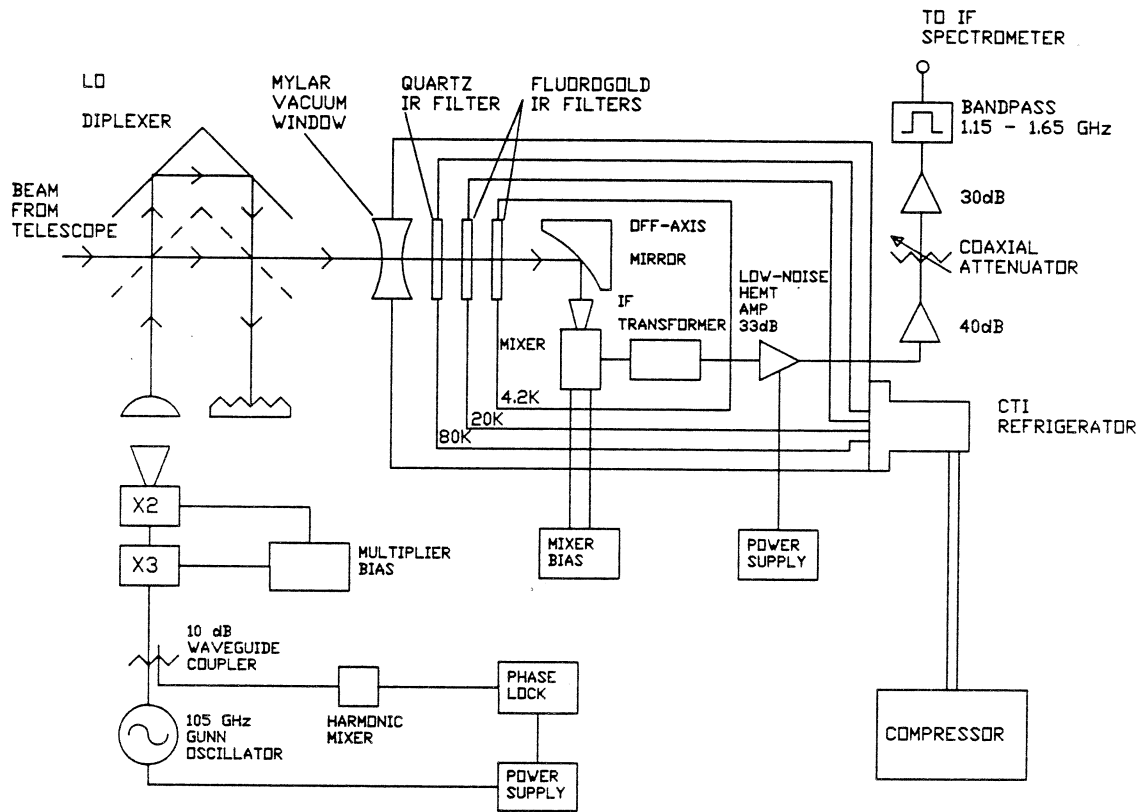 TO IF
SPECTROMETER
LO
DIPLEXER
MYLAR
VACUUM
WINDOW
QUARTZ
IR FILTER
FLUOROGOLD
IR FILTERS
BANDPASS
1.15 - 1.65 GHz
30dB
BEAM
FROM
TELESCOPE
OFF-AXIS
MIRROR
COAXIAL
ATTENUATOR
LOW-NOISE
HEMT
AMP
33dB
IF
TRANSFORMER
40dB
MIXER
4.2K
20K
80K
CTI
REFRIGERATOR
X2
X3
MULTIPLIER
BIAS
MIXER
BIAS
POWER
SUPPLY
10 dB
WAVEGUIDE
COUPLER
PHASE
LOCK
HARMONIC
MIXER
105 GHz
GUNN
OSCILLATOR
POWER
SUPPLY
COMPRESSOR